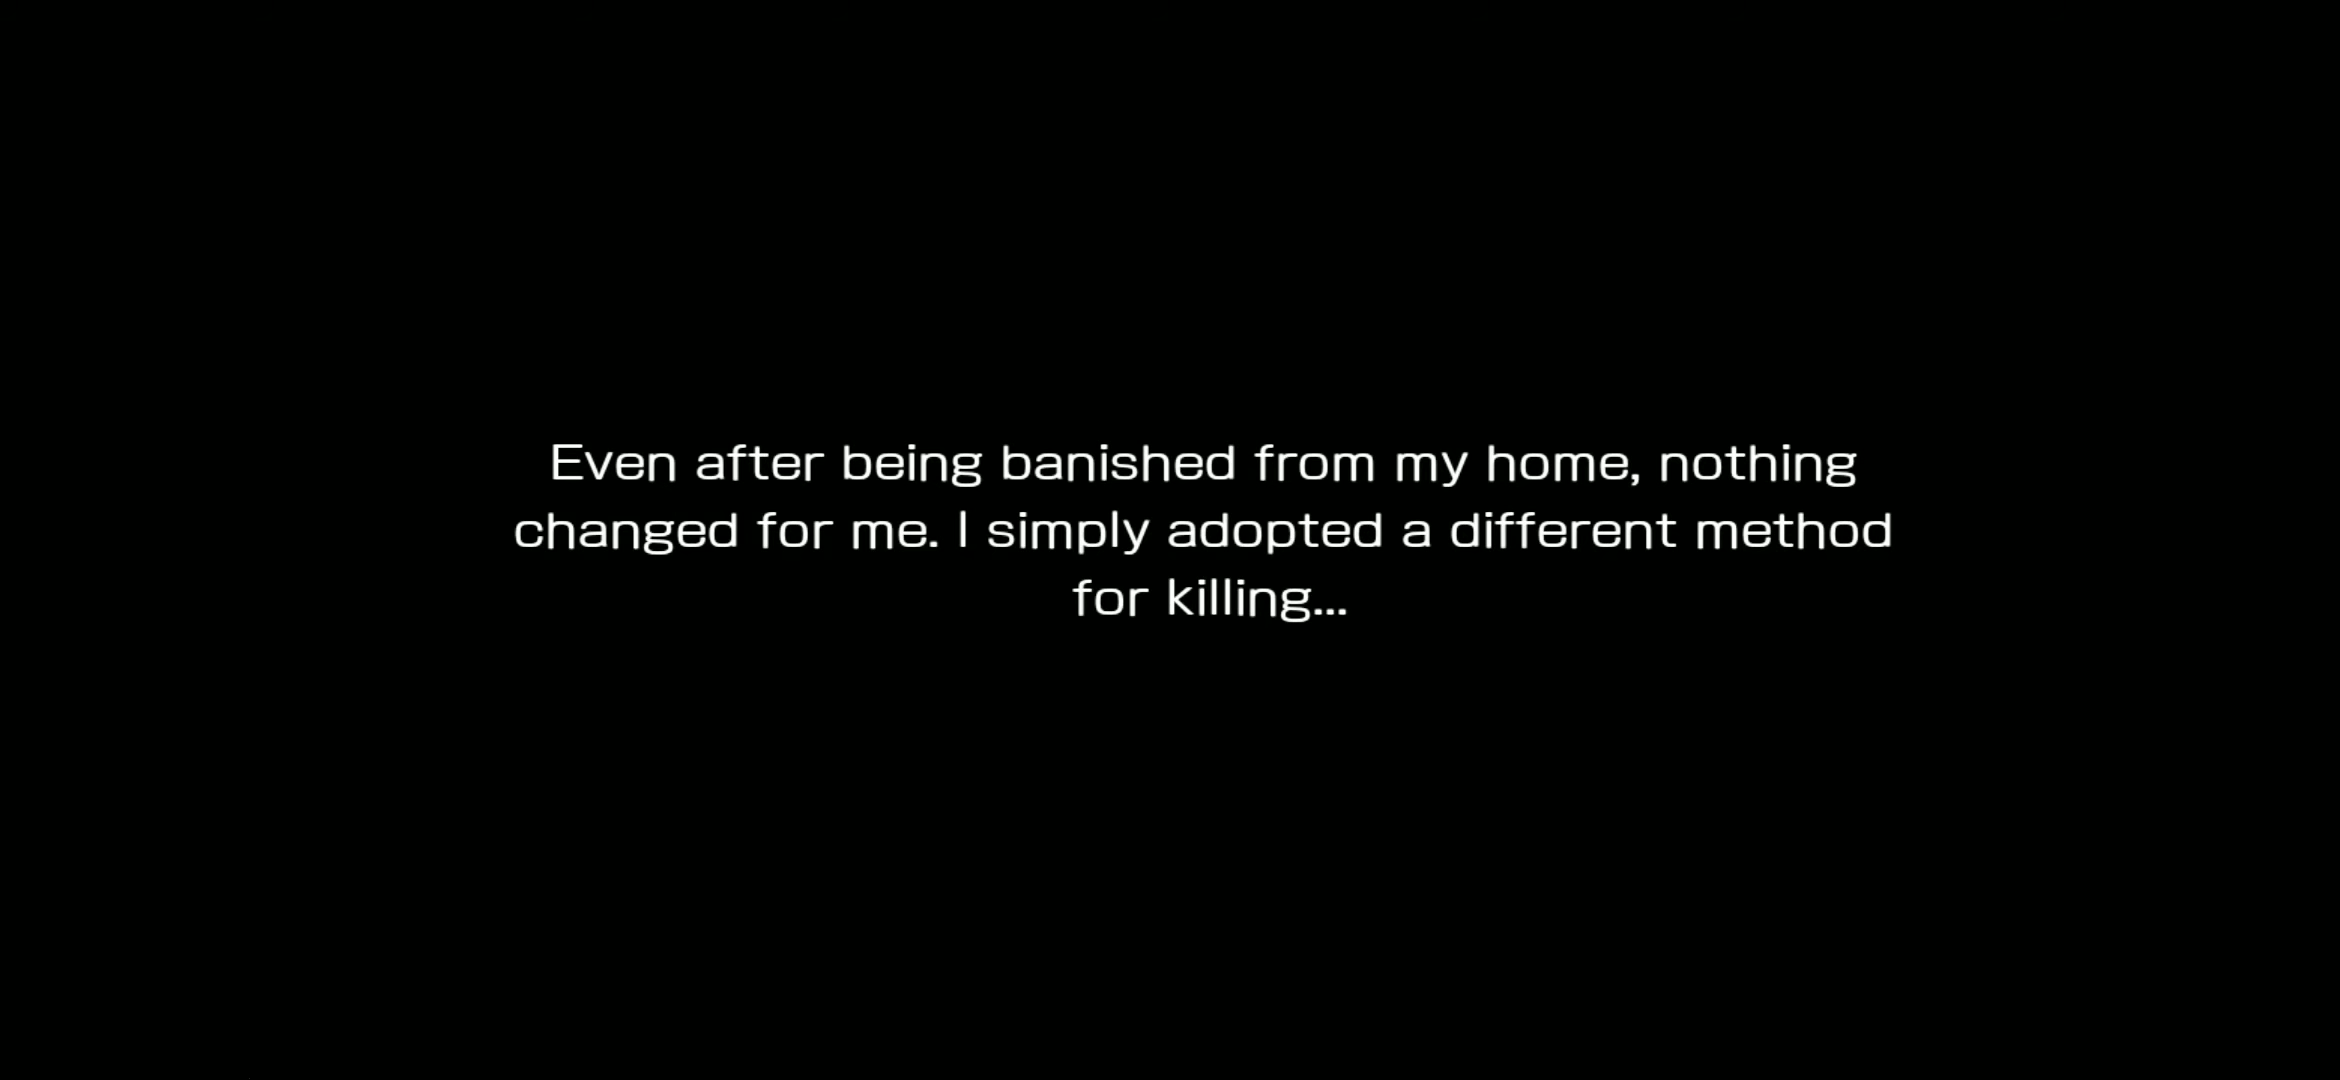 Even after being banished from my home, nothing
changed for me. I simply adopted a different method
for killing...